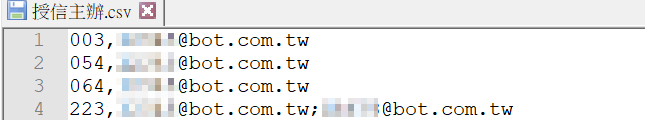 授信主辦.csv
1 003,@bot.com.tw
2 054,@bot.com.tw
3 064,@bot.com.tw
4 223,@bot.com.tw;@bot.com.tw